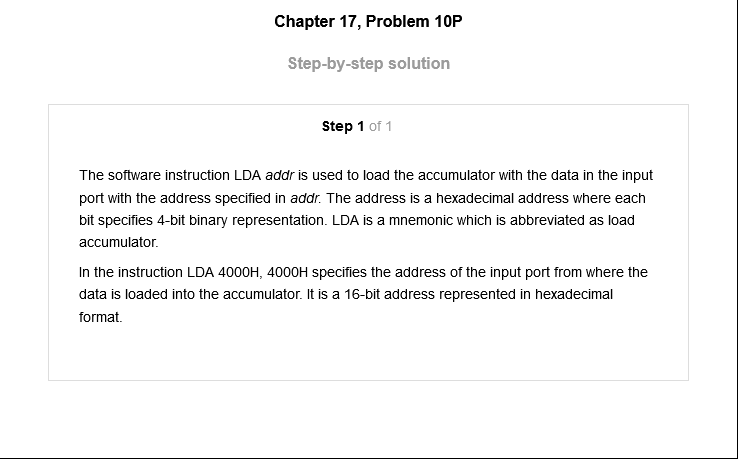 Chapter 17, Problem 10P
Step-by-step solution
Step 1 of 1
The software instruction LDA addr is used to load the accumulator with the data in the input
port with the address specified in addr. The address is a hexadecimal address where each
bit specifies 4-bit binary representation. LDA is a mnemonic which is abbreviated as load
accumulator.
In the instruction LDA 4000H, 4000H specifies the address of the input port from where the
data is loaded into the accumulator. It is a 16-bit address represented in hexadecimal
format.